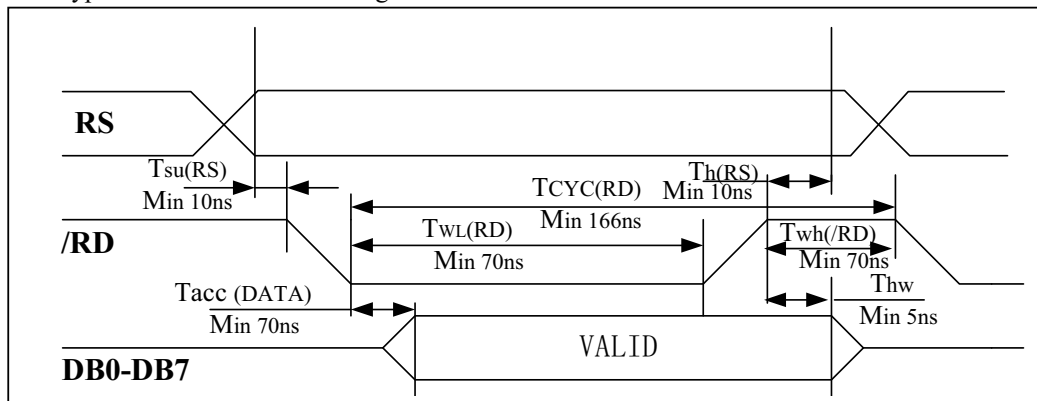 RS
Tsu(RS)
Min 10ns
Th(RS)
Min 10ns
TCYC(RD)
Min 166ns
/RD
TWL(RD)
Min 70ns
Twh(/RD)
Min 70ns
Tacc (DATA)
Min 70ns
Thw
Min 5ns
VALID
DB0-DB7